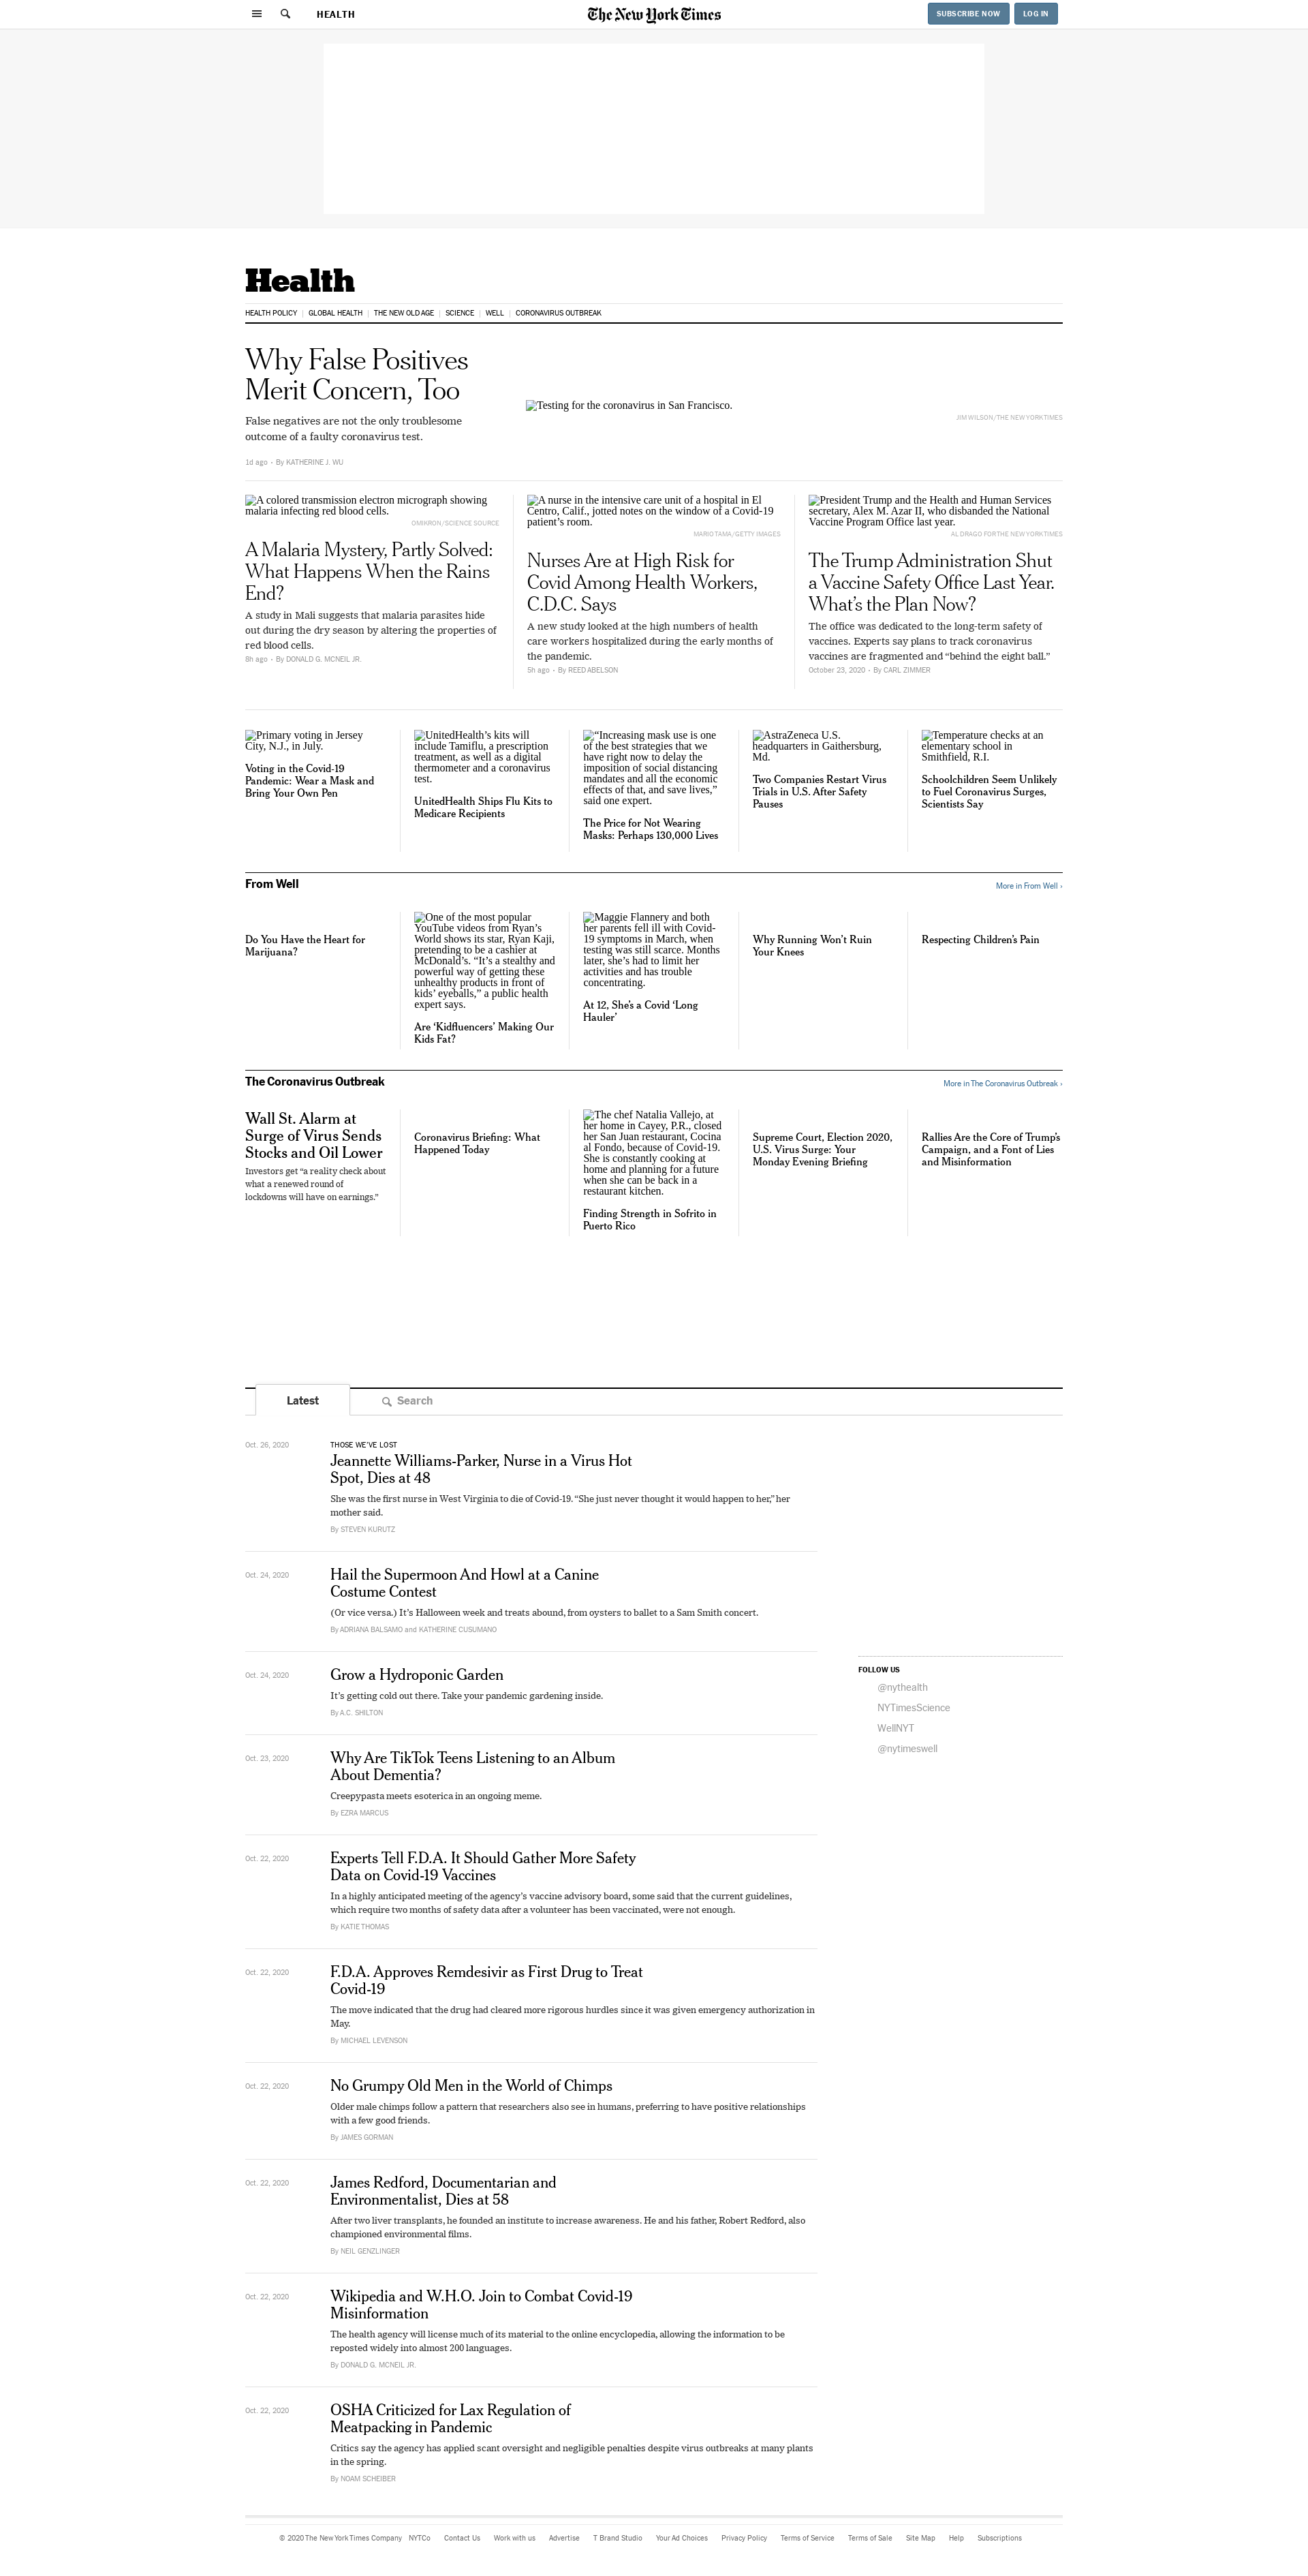 HEALTH
The New York Times
SUBSCRIBE NOW
LOG IN
Health
HEALTH POLICY
GLOBAL HEALTH
THE NEW OLD AGE
SCIENCE
WELL
CORONAVIRUS OUTBREAK
Why False Positives
Merit Concern, Too
False negatives are not the only troublesome
outcome of a faulty coronavirus test.
1d ago • By KATHERINE J. WU
Testing for the coronavirus in San Francisco.
JIM WILSON/THE NEW YORK TIMES
A colored transmission electron micrograph showing
malaria infecting red blood cells.
OMIKRON/SCIENCE SOURCE
A Malaria Mystery, Partly Solved:
What Happens When the Rains
End?
A study in Mali suggests that malaria parasites hide
out during the dry season by altering the properties of
red blood cells.
8h ago • By DONALD G. MCNEIL JR.
A nurse in the intensive care unit of a hospital in El
Centro, Calif., jotted notes on the window of a Covid-19
patient’s room.
MARIO TAMA/GETTY IMAGES
Nurses Are at High Risk for
Covid Among Health Workers,
C.D.C. Says
A new study looked at the high numbers of health
care workers hospitalized during the early months of
the pandemic.
5h ago • By REED ABELSON
President Trump and the Health and Human Services
secretary, Alex M. Azar II, who disbanded the National
Vaccine Program Office last year.
AL DRAGO FOR THE NEW YORK TIMES
The Trump Administration Shut
a Vaccine Safety Office Last Year.
What’s the Plan Now?
The office was dedicated to the long-term safety of
vaccines. Experts say plans to track coronavirus
vaccines are fragmented and “behind the eight ball.”
October 23, 2020 • By CARL ZIMMER
Primary voting in Jersey
City, N.J., in July.
Voting in the Covid-19
Pandemic: Wear a Mask and
Bring Your Own Pen
UnitedHealth’s kits will
include Tamiflu, a prescription
treatment, as well as a digital
thermometer and a coronavirus
test.
UnitedHealth Ships Flu Kits to
Medicare Recipients
“Increasing mask use is one
of the best strategies that we
have right now to delay the
imposition of social distancing
mandates and all the economic
effects of that, and save lives,”
said one expert.
The Price for Not Wearing
Masks: Perhaps 130,000 Lives
AstraZeneca U.S.
headquarters in Gaithersburg,
Md.
Two Companies Restart Virus
Trials in U.S. After Safety
Pauses
Temperature checks at an
elementary school in
Smithfield, R.I.
Schoolchildren Seem Unlikely
to Fuel Coronavirus Surges,
Scientists Say
From Well
More in From Well ›
Do You Have the Heart for
Marijuana?
One of the most popular
YouTube videos from Ryan’s
World shows its star, Ryan Kaji,
pretending to be a cashier at
McDonald’s. “It’s a stealthy and
powerful way of getting these
unhealthy products in front of
kids’ eyeballs,” a public health
expert says.
Are ‘Kidfluencers’ Making Our
Kids Fat?
Maggie Flannery and both
her parents fell ill with Covid-
19 symptoms in March, when
testing was still scarce. Months
later, she’s had to limit her
activities and has trouble
concentrating.
At 12, She’s a Covid ‘Long
Hauler’
Why Running Won’t Ruin
Your Knees
Respecting Children’s Pain
The Coronavirus Outbreak
More in The Coronavirus Outbreak ›
Wall St. Alarm at
Surge of Virus Sends
Stocks and Oil Lower
Investors get “a reality check about
what a renewed round of
lockdowns will have on earnings.”
Coronavirus Briefing: What
Happened Today
The chef Natalia Vallejo, at
her home in Cayey, P.R., closed
her San Juan restaurant, Cocina
al Fondo, because of Covid-19.
She is constantly cooking at
home and planning for a future
when she can be back in a
restaurant kitchen.
Finding Strength in Sofrito in
Puerto Rico
Supreme Court, Election 2020,
U.S. Virus Surge: Your
Monday Evening Briefing
Rallies Are the Core of Trump’s
Campaign, and a Font of Lies
and Misinformation
Latest
Search
Oct. 26, 2020
THOSE WE’VE LOST
Jeannette Williams-Parker, Nurse in a Virus Hot
Spot, Dies at 48
She was the first nurse in West Virginia to die of Covid-19. “She just never thought it would happen to her,” her
mother said.
By STEVEN KURUTZ
Oct. 24, 2020
Hail the Supermoon And Howl at a Canine
Costume Contest
(Or vice versa.) It’s Halloween week and treats abound, from oysters to ballet to a Sam Smith concert.
By ADRIANA BALSAMO and KATHERINE CUSUMANO
Oct. 24, 2020
Grow a Hydroponic Garden
It’s getting cold out there. Take your pandemic gardening inside.
By A.C. SHILTON
FOLLOW US
@nythealth
NYTimesScience
WellNYT
@nytimeswell
Oct. 23, 2020
Why Are TikTok Teens Listening to an Album
About Dementia?
Creepypasta meets esoterica in an ongoing meme.
By EZRA MARCUS
Oct. 22, 2020
Experts Tell F.D.A. It Should Gather More Safety
Data on Covid-19 Vaccines
In a highly anticipated meeting of the agency’s vaccine advisory board, some said that the current guidelines,
which require two months of safety data after a volunteer has been vaccinated, were not enough.
By KATIE THOMAS
Oct. 22, 2020
F.D.A. Approves Remdesivir as First Drug to Treat
Covid-19
The move indicated that the drug had cleared more rigorous hurdles since it was given emergency authorization in
May.
By MICHAEL LEVENSON
Oct. 22, 2020
No Grumpy Old Men in the World of Chimps
Older male chimps follow a pattern that researchers also see in humans, preferring to have positive relationships
with a few good friends.
By JAMES GORMAN
Oct. 22, 2020
James Redford, Documentarian and
Environmentalist, Dies at 58
After two liver transplants, he founded an institute to increase awareness. He and his father, Robert Redford, also
championed environmental films.
By NEIL GENZLINGER
Oct. 22, 2020
Wikipedia and W.H.O. Join to Combat Covid-19
Misinformation
The health agency will license much of its material to the online encyclopedia, allowing the information to be
reposted widely into almost 200 languages.
By DONALD G. MCNEIL JR.
Oct. 22, 2020
OSHA Criticized for Lax Regulation of
Meatpacking in Pandemic
Critics say the agency has applied scant oversight and negligible penalties despite virus outbreaks at many plants
in the spring.
By NOAM SCHEIBER
© 2020 The New York Times Company NYTCo Contact Us Work with us Advertise T Brand Studio Your Ad Choices Privacy Policy Terms of Service Terms of Sale Site Map Help Subscriptions